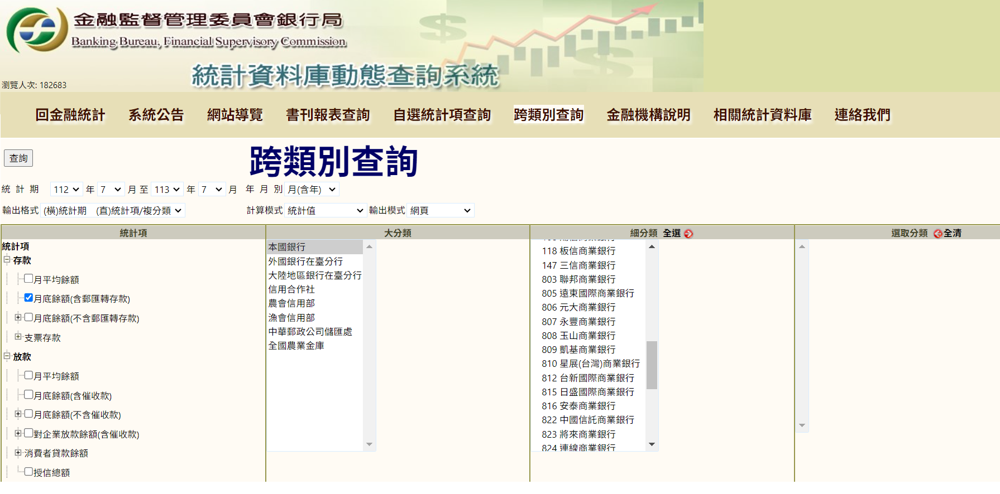 金融監督管理委員會銀行局
Banking Bureau, Financial Supervisory Commission
統計資料庫動態查詢系統
瀏覽人次: 182683
回金融統計 系統公告 網站導覽 書刊報表查詢 自選統計項查詢 跨類別查詢 金融機構說明 相關統計資料庫 連絡我們
查詢
跨類別查詢
統 計 期 112 年 7 月 至 113 年 7 月 年 月 別 月(含年)
輸出格式 (橫)統計期 (直)統計項/複分類 計算模式 統計值 輸出模式 網頁
統計項
統計項
存款
月平均餘額
月底餘額(含郵匯轉存款)
月底餘額(不含郵匯轉存款)
支票存款
放款
月平均餘額
月底餘額(含催收款)
月底餘額(不含催收款)
對企業放款餘額(含催收款)
消費者貸款餘額
授信總額
大分類
本國銀行
外國銀行在臺分行
大陸地區銀行在臺分行
信用合作社
農會信用部
漁會信用部
中華郵政公司儲匯處
全國農業金庫
細分類 全選
118 板信商業銀行
147 三信商業銀行
803 聯邦商業銀行
805 遠東國際商業銀行
806 元大商業銀行
807 永豐商業銀行
808 玉山商業銀行
809 凱基商業銀行
810 星展(台灣)商業銀行
812 台新國際商業銀行
815 日盛國際商業銀行
816 安泰商業銀行
822 中國信託商業銀行
823 將來商業銀行
824 連線商業銀行
選取分類 全清